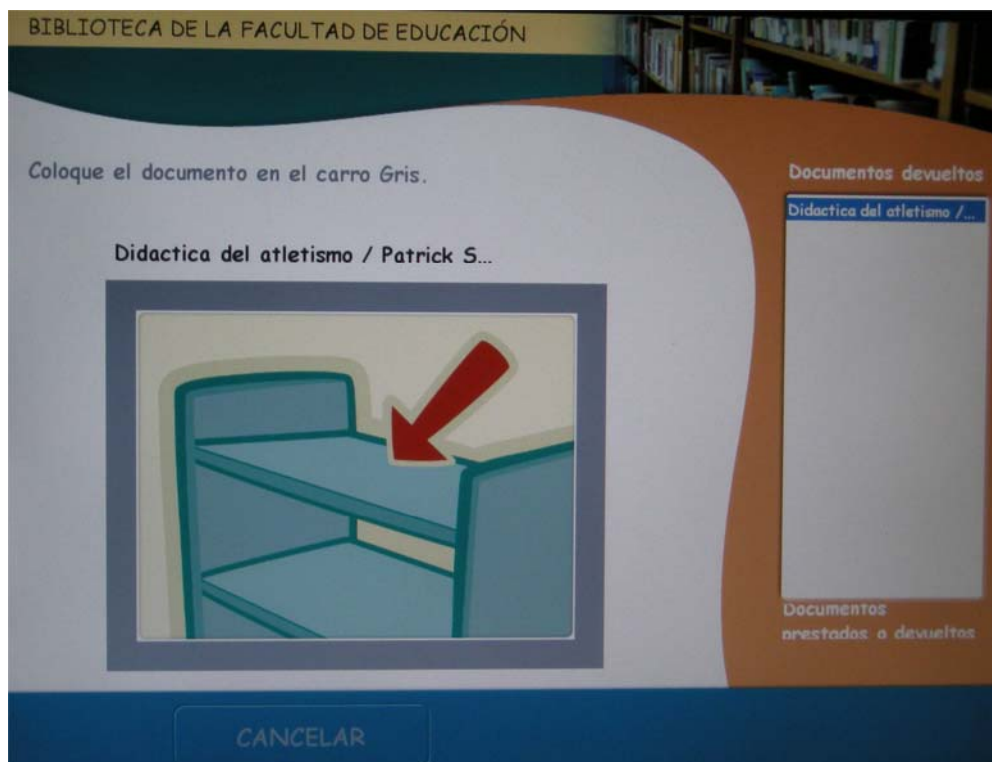 BIBLIOTECA DE LA FACULTAD DE EDUCACIÓN
Coloque el documento en el carro Gris.
Didactica del atletismo / Patrick S...
Documentos devueltos
Didactica del atletismo /...
Documentos
prestados o devueltos
CANCELAR